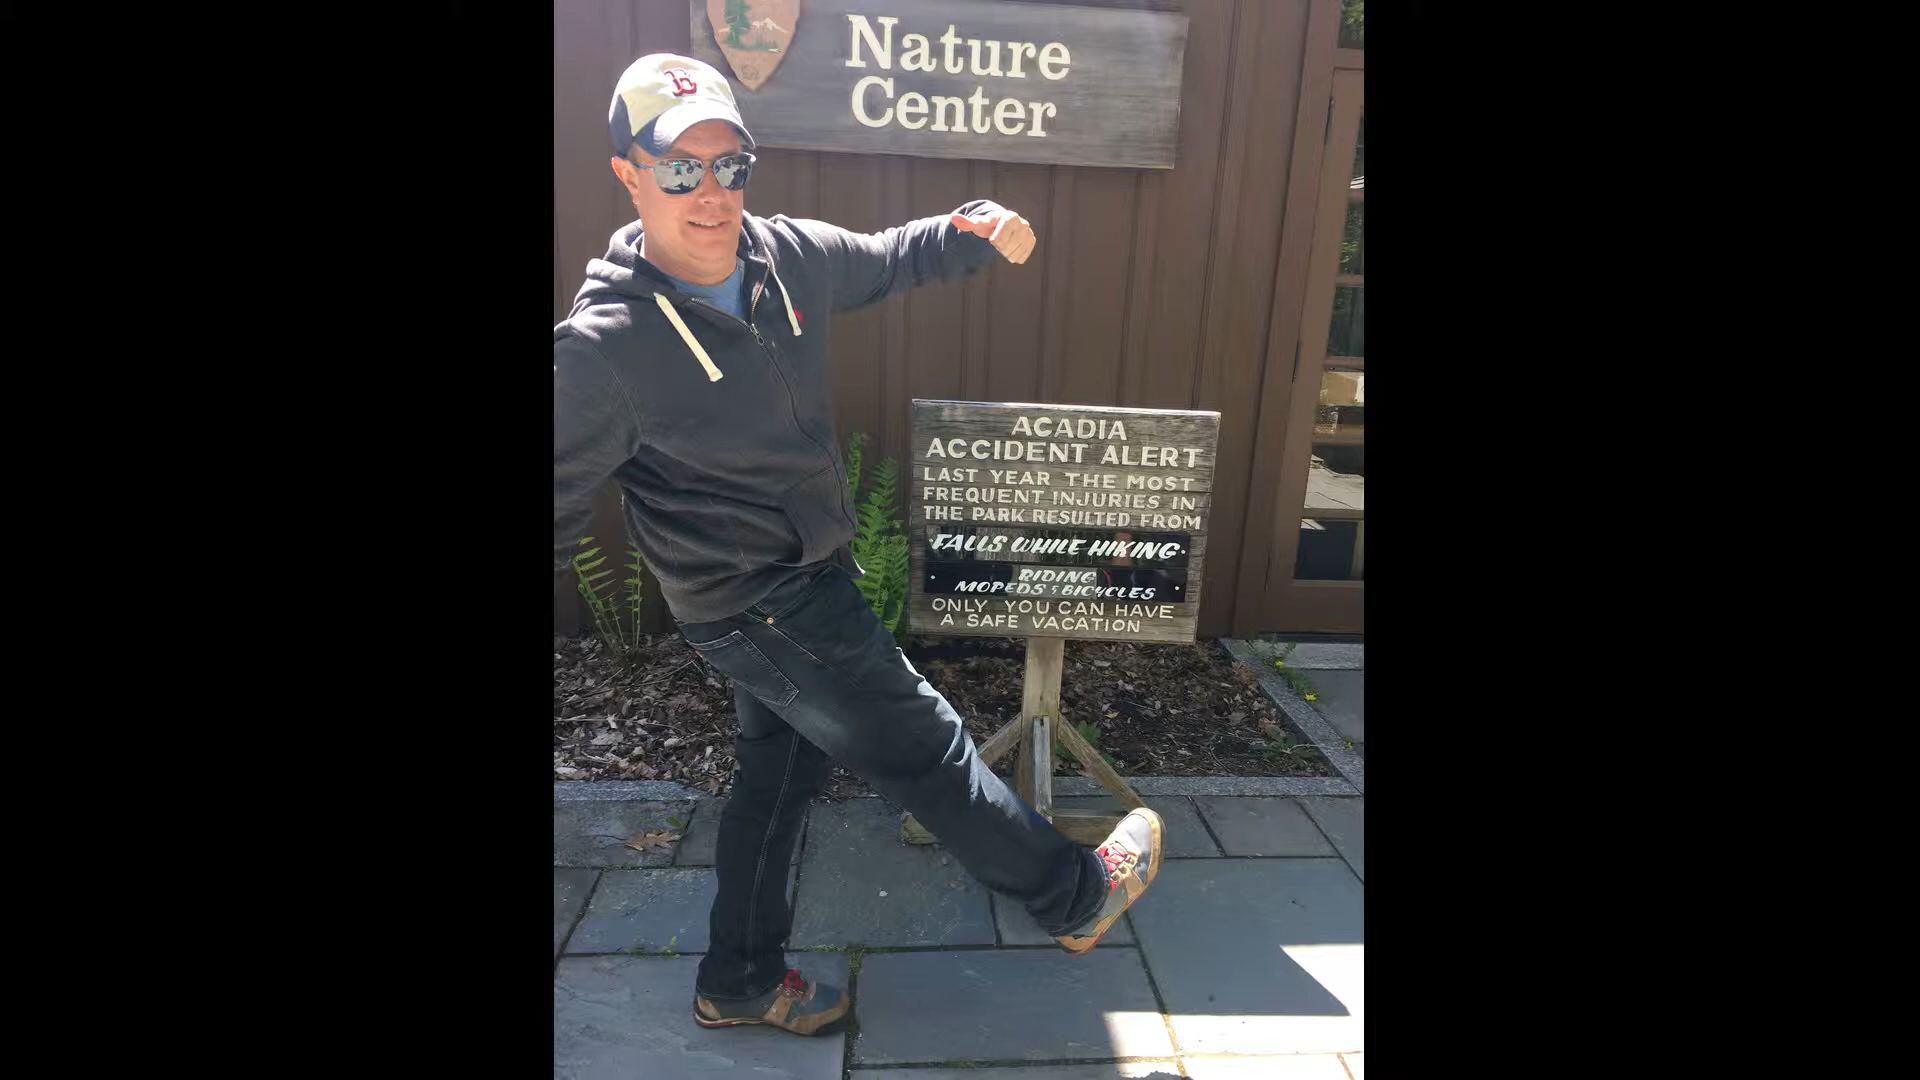 Nature
Center
B
ACADIA
ACCIDENT ALERT
LAST YEAR THE MOST
FREQUENT INJURIES IN
THE PARK RESULTED FROM
FALLS WHILE HIKING
RIDING
MOPEDS & BICYCLES
ONLY YOU CAN HAVE
A SAFE VACATION